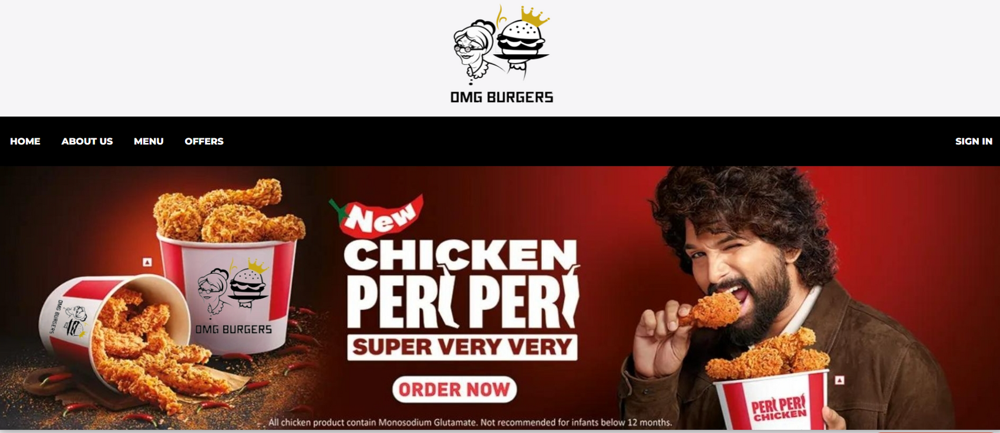 OMG BURGERS
HOME ABOUT US MENU OFFERS SIGN IN
New
CHICKEN
PERI PERI
SUPER VERY VERY
ORDER NOW
OMG BURGERS
OMG BURGERS
PERI PERI
CHICKEN
All chicken product contain Monosodium Glutamate. Not recommended for infants below 12 months.